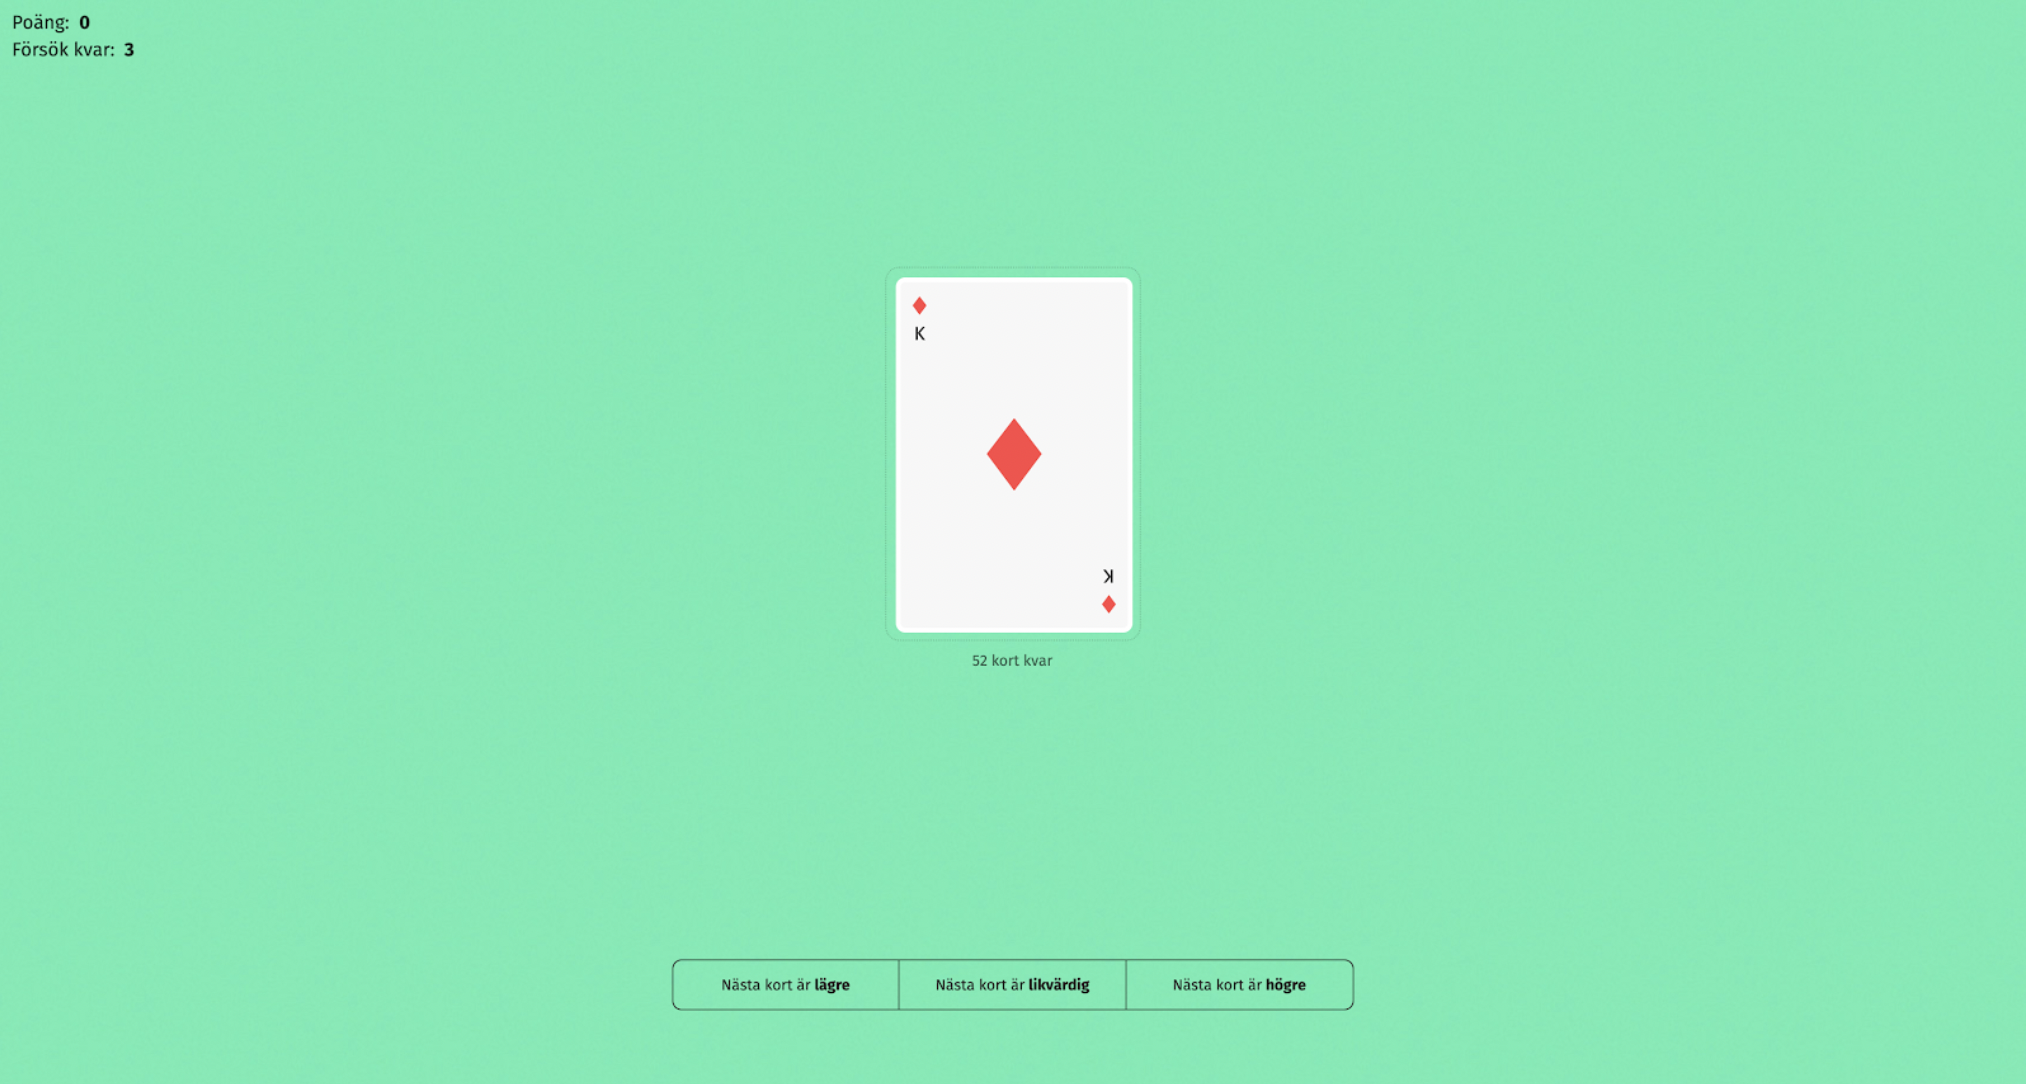 Poäng: 0
Försök kvar: 3
K
K
52 kort kvar
Nästa kort är lägre
Nästa kort är likvärdig
Nästa kort är högre